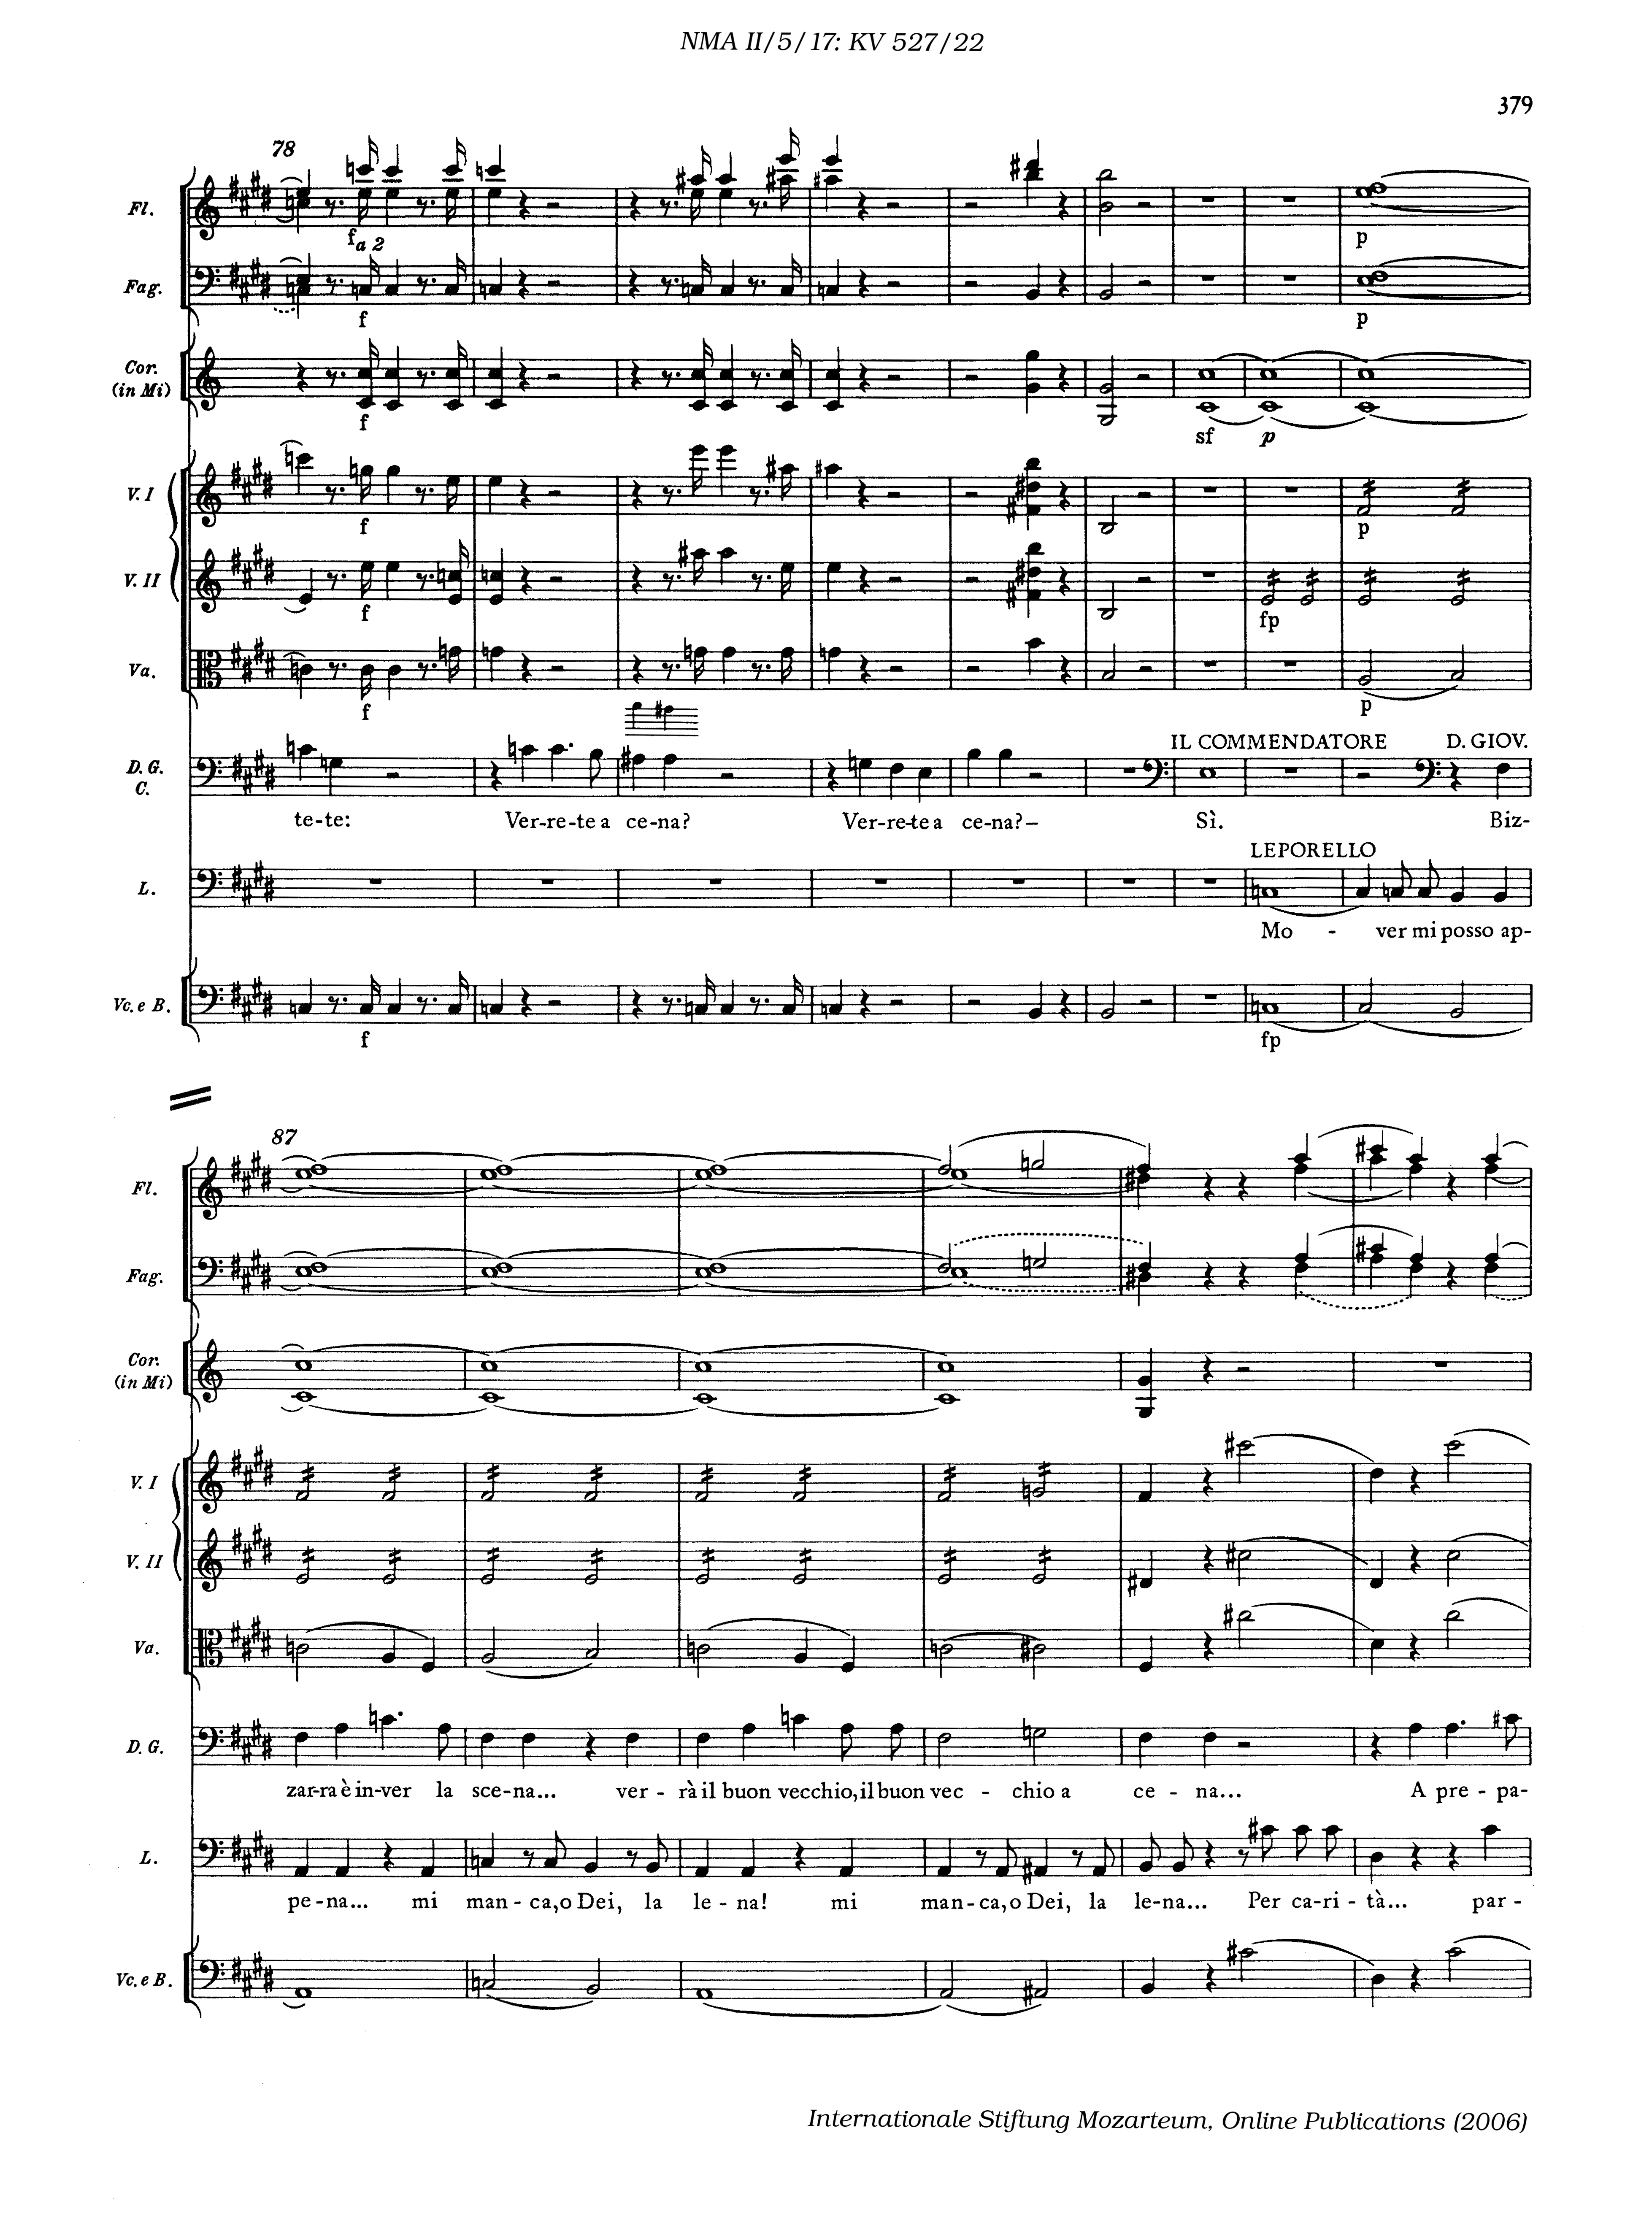 NMA II/5/17: KV 527/22
379
78
Fl.
f
a 2
Fag.
f
p
p
Cor.
(in Mi)
f
sf
p
V. I
f
p
V. II
f
fp
Va.
f
p
IL COMMENDATORE
D. GIOV.
D. G.
C.
te-te: Ver-re-te a ce-na? Ver-re-te a ce-na?– Sì. Biz-
LEPORELLO
L.
Mo - ver mi posso ap-
Vc. e B.
f
fp
87
Fl.
Fag.
Cor.
(in Mi)
V. I
V. II
Va.
D. G.
zar-ra è in-ver la sce-na... ver - rà il buon vecchio, il buon vec - chio a ce - na... A pre - pa-
L.
pe-na... mi man-ca, o Dei, la le - na! mi man-ca, o Dei, la le-na... Per ca-ri - tà... par -
Vc. e B.
Internationale Stiftung Mozarteum, Online Publications (2006)